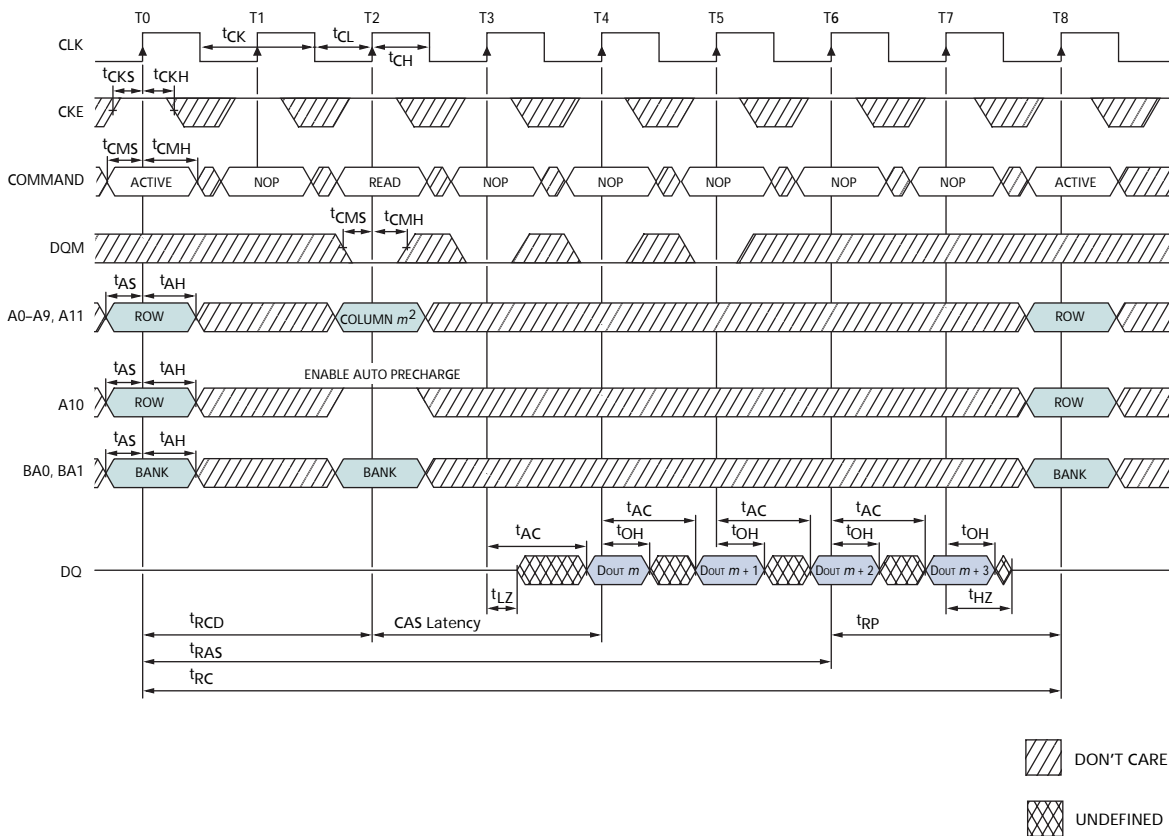 T0 T1 T2 T3 T4 T5 T6 T7 T8
CLK
tCK tCL tCH
tCKS tCKH
CKE
tCMS tCMH
COMMAND ACTIVE NOP READ NOP NOP NOP NOP NOP ACTIVE
tCMS tCMH
DQM
tAS tAH
A0–A9, A11 ROW COLUMN m2 ROW
tAS tAH ENABLE AUTO PRECHARGE
A10 ROW ROW
tAS tAH
BA0, BA1 BANK BANK BANK
tAC tAC tAC tAC
tOH tOH tOH tOH
DQ DOUT m DOUT m + 1 DOUT m + 2 DOUT m + 3
tLZ tHZ
tRCD CAS Latency tRP
tRAS
tRC
DON'T CARE
UNDEFINED